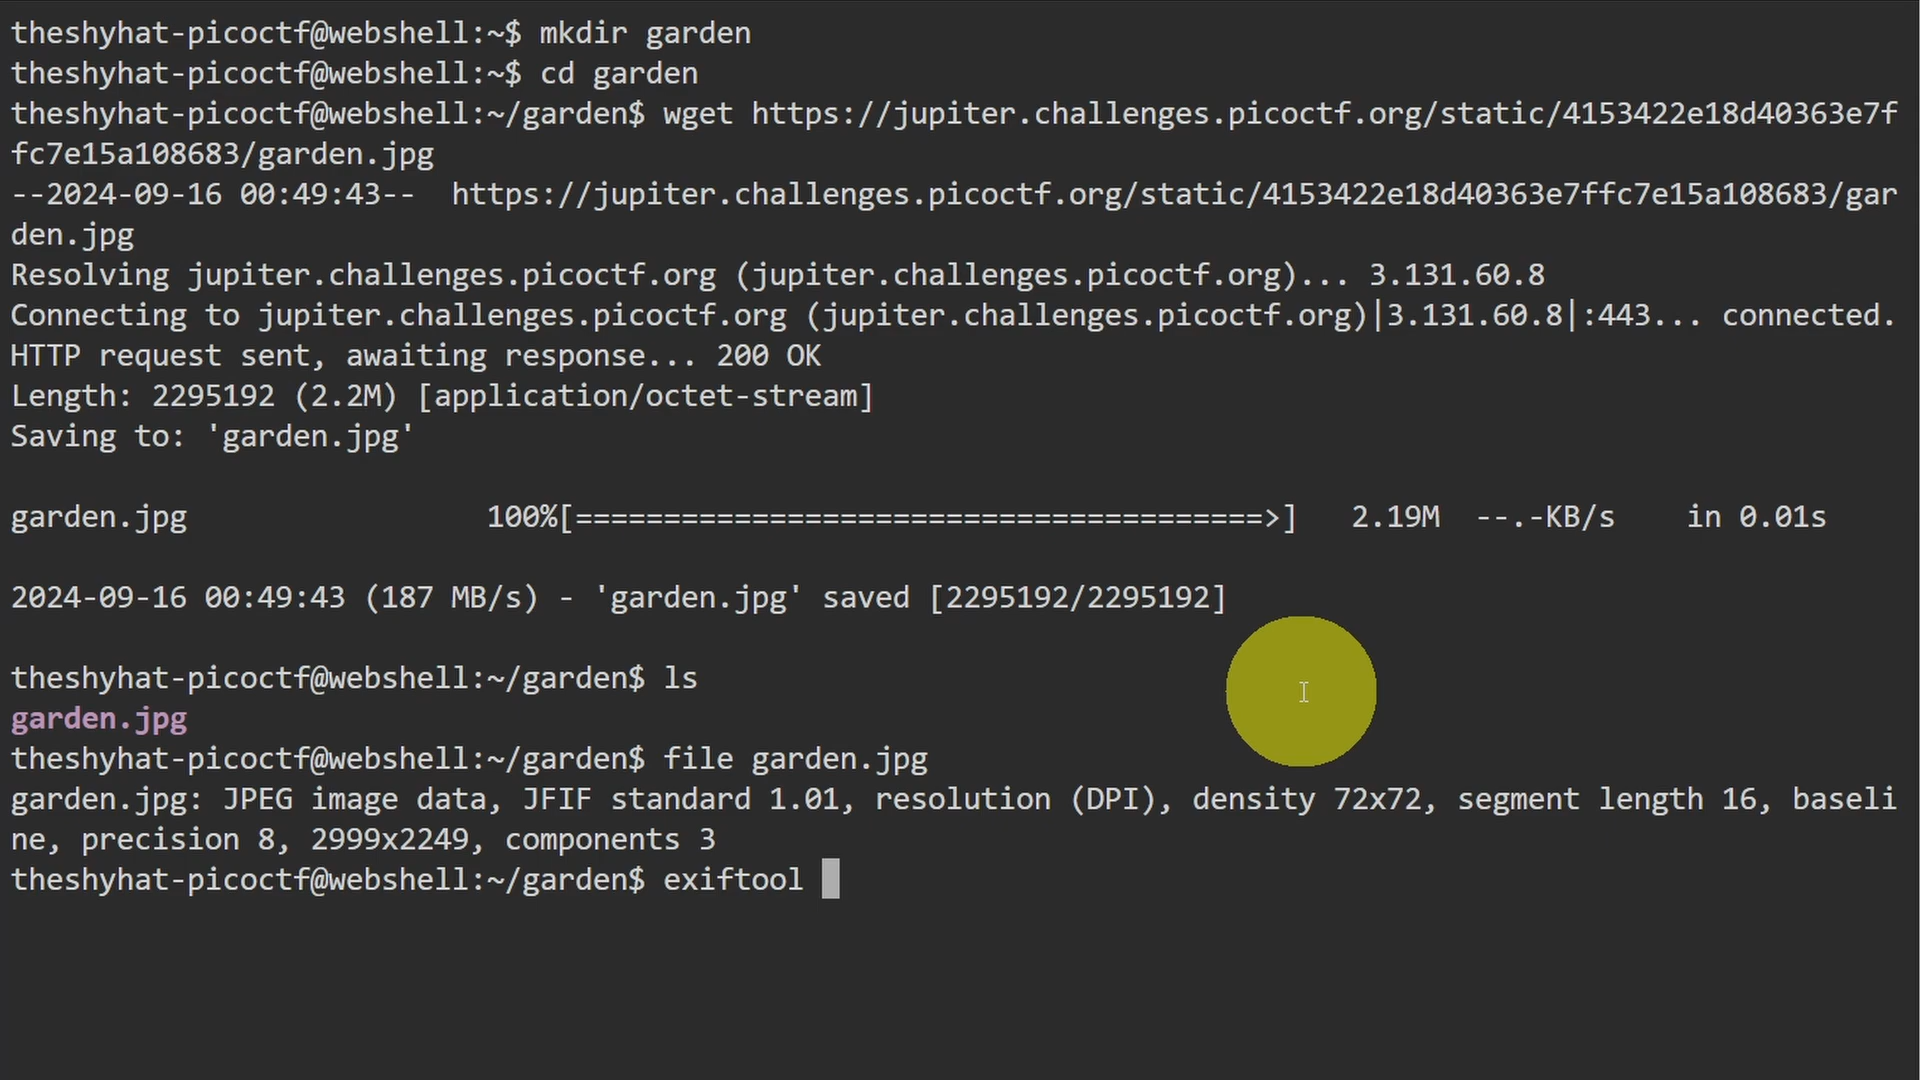 theshyhat-picoctf@webshell:~$ mkdir garden
theshyhat-picoctf@webshell:~$ cd garden
theshyhat-picoctf@webshell:~/garden$ wget https://jupiter.challenges.picoctf.org/static/4153422e18d40363e7f
fc7e15a108683/garden.jpg
--2024-09-16 00:49:43--  https://jupiter.challenges.picoctf.org/static/4153422e18d40363e7ffc7e15a108683/gar
den.jpg
Resolving jupiter.challenges.picoctf.org (jupiter.challenges.picoctf.org)... 3.131.60.8
Connecting to jupiter.challenges.picoctf.org (jupiter.challenges.picoctf.org)|3.131.60.8|:443... connected.
HTTP request sent, awaiting response... 200 OK
Length: 2295192 (2.2M) [application/octet-stream]
Saving to: 'garden.jpg'
garden.jpg                 100%[=======================================>]   2.19M  --.-KB/s    in 0.01s
2024-09-16 00:49:43 (187 MB/s) - 'garden.jpg' saved [2295192/2295192]
theshyhat-picoctf@webshell:~/garden$ ls
garden.jpg
theshyhat-picoctf@webshell:~/garden$ file garden.jpg
garden.jpg: JPEG image data, JFIF standard 1.01, resolution (DPI), density 72x72, segment length 16, baseli
ne, precision 8, 2999x2249, components 3
theshyhat-picoctf@webshell:~/garden$ exiftool